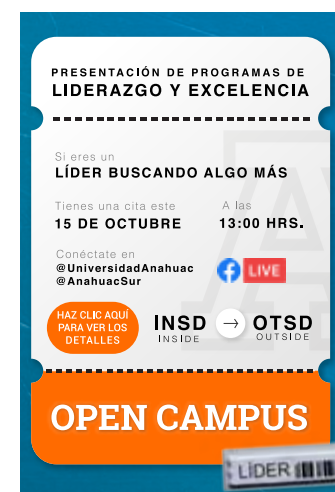 PRESENTACIÓN DE PROGRAMAS DE
LIDERAZGO Y EXCELENCIA
Si eres un
LÍDER BUSCANDO ALGO MÁS
Tienes una cita este
15 DE OCTUBRE
A las
13:00 HRS.
Conéctate en
@UniversidadAnahuac
@AnahuacSur
LIVE
HAZ CLIC AQUÍ
PARA VER LOS
DETALLES
INSD → OTSD
INSIDE OUTSIDE
OPEN CAMPUS
LÍDER